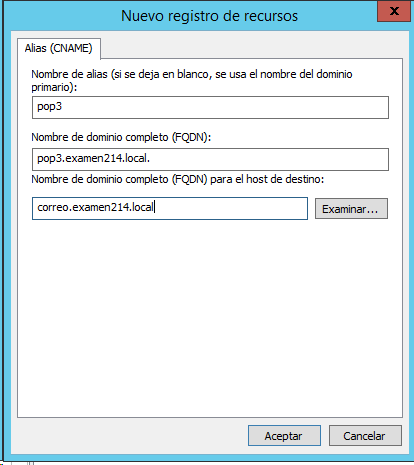 Nuevo registro de recursos
x
Alias (CNAME)
Nombre de alias (si se deja en blanco, se usa el nombre del dominio
primario):
pop3
Nombre de dominio completo (FQDN):
pop3.examen214.local.
Nombre de dominio completo (FQDN) para el host de destino:
correo.examen214.local
Examinar...
Aceptar
Cancelar